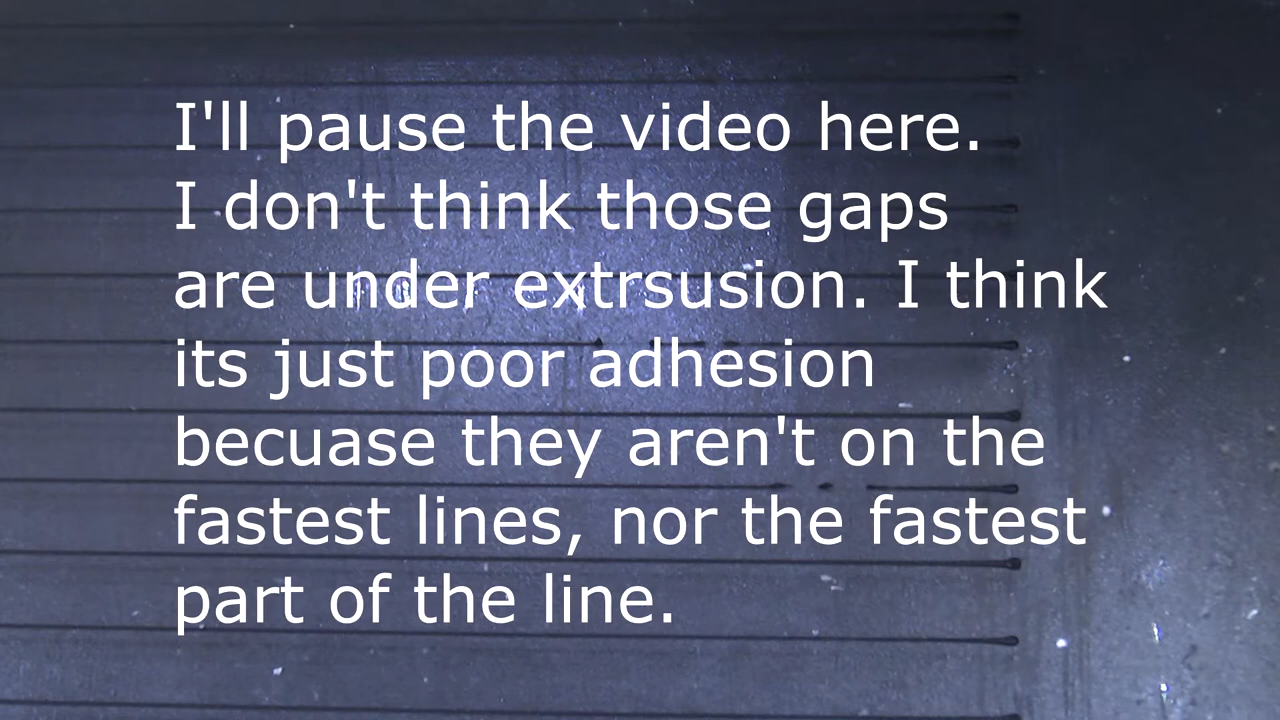 I'll pause the video here.
I don't think those gaps
are under extrsusion. I think
its just poor adhesion
becuase they aren't on the
fastest lines, nor the fastest
part of the line.